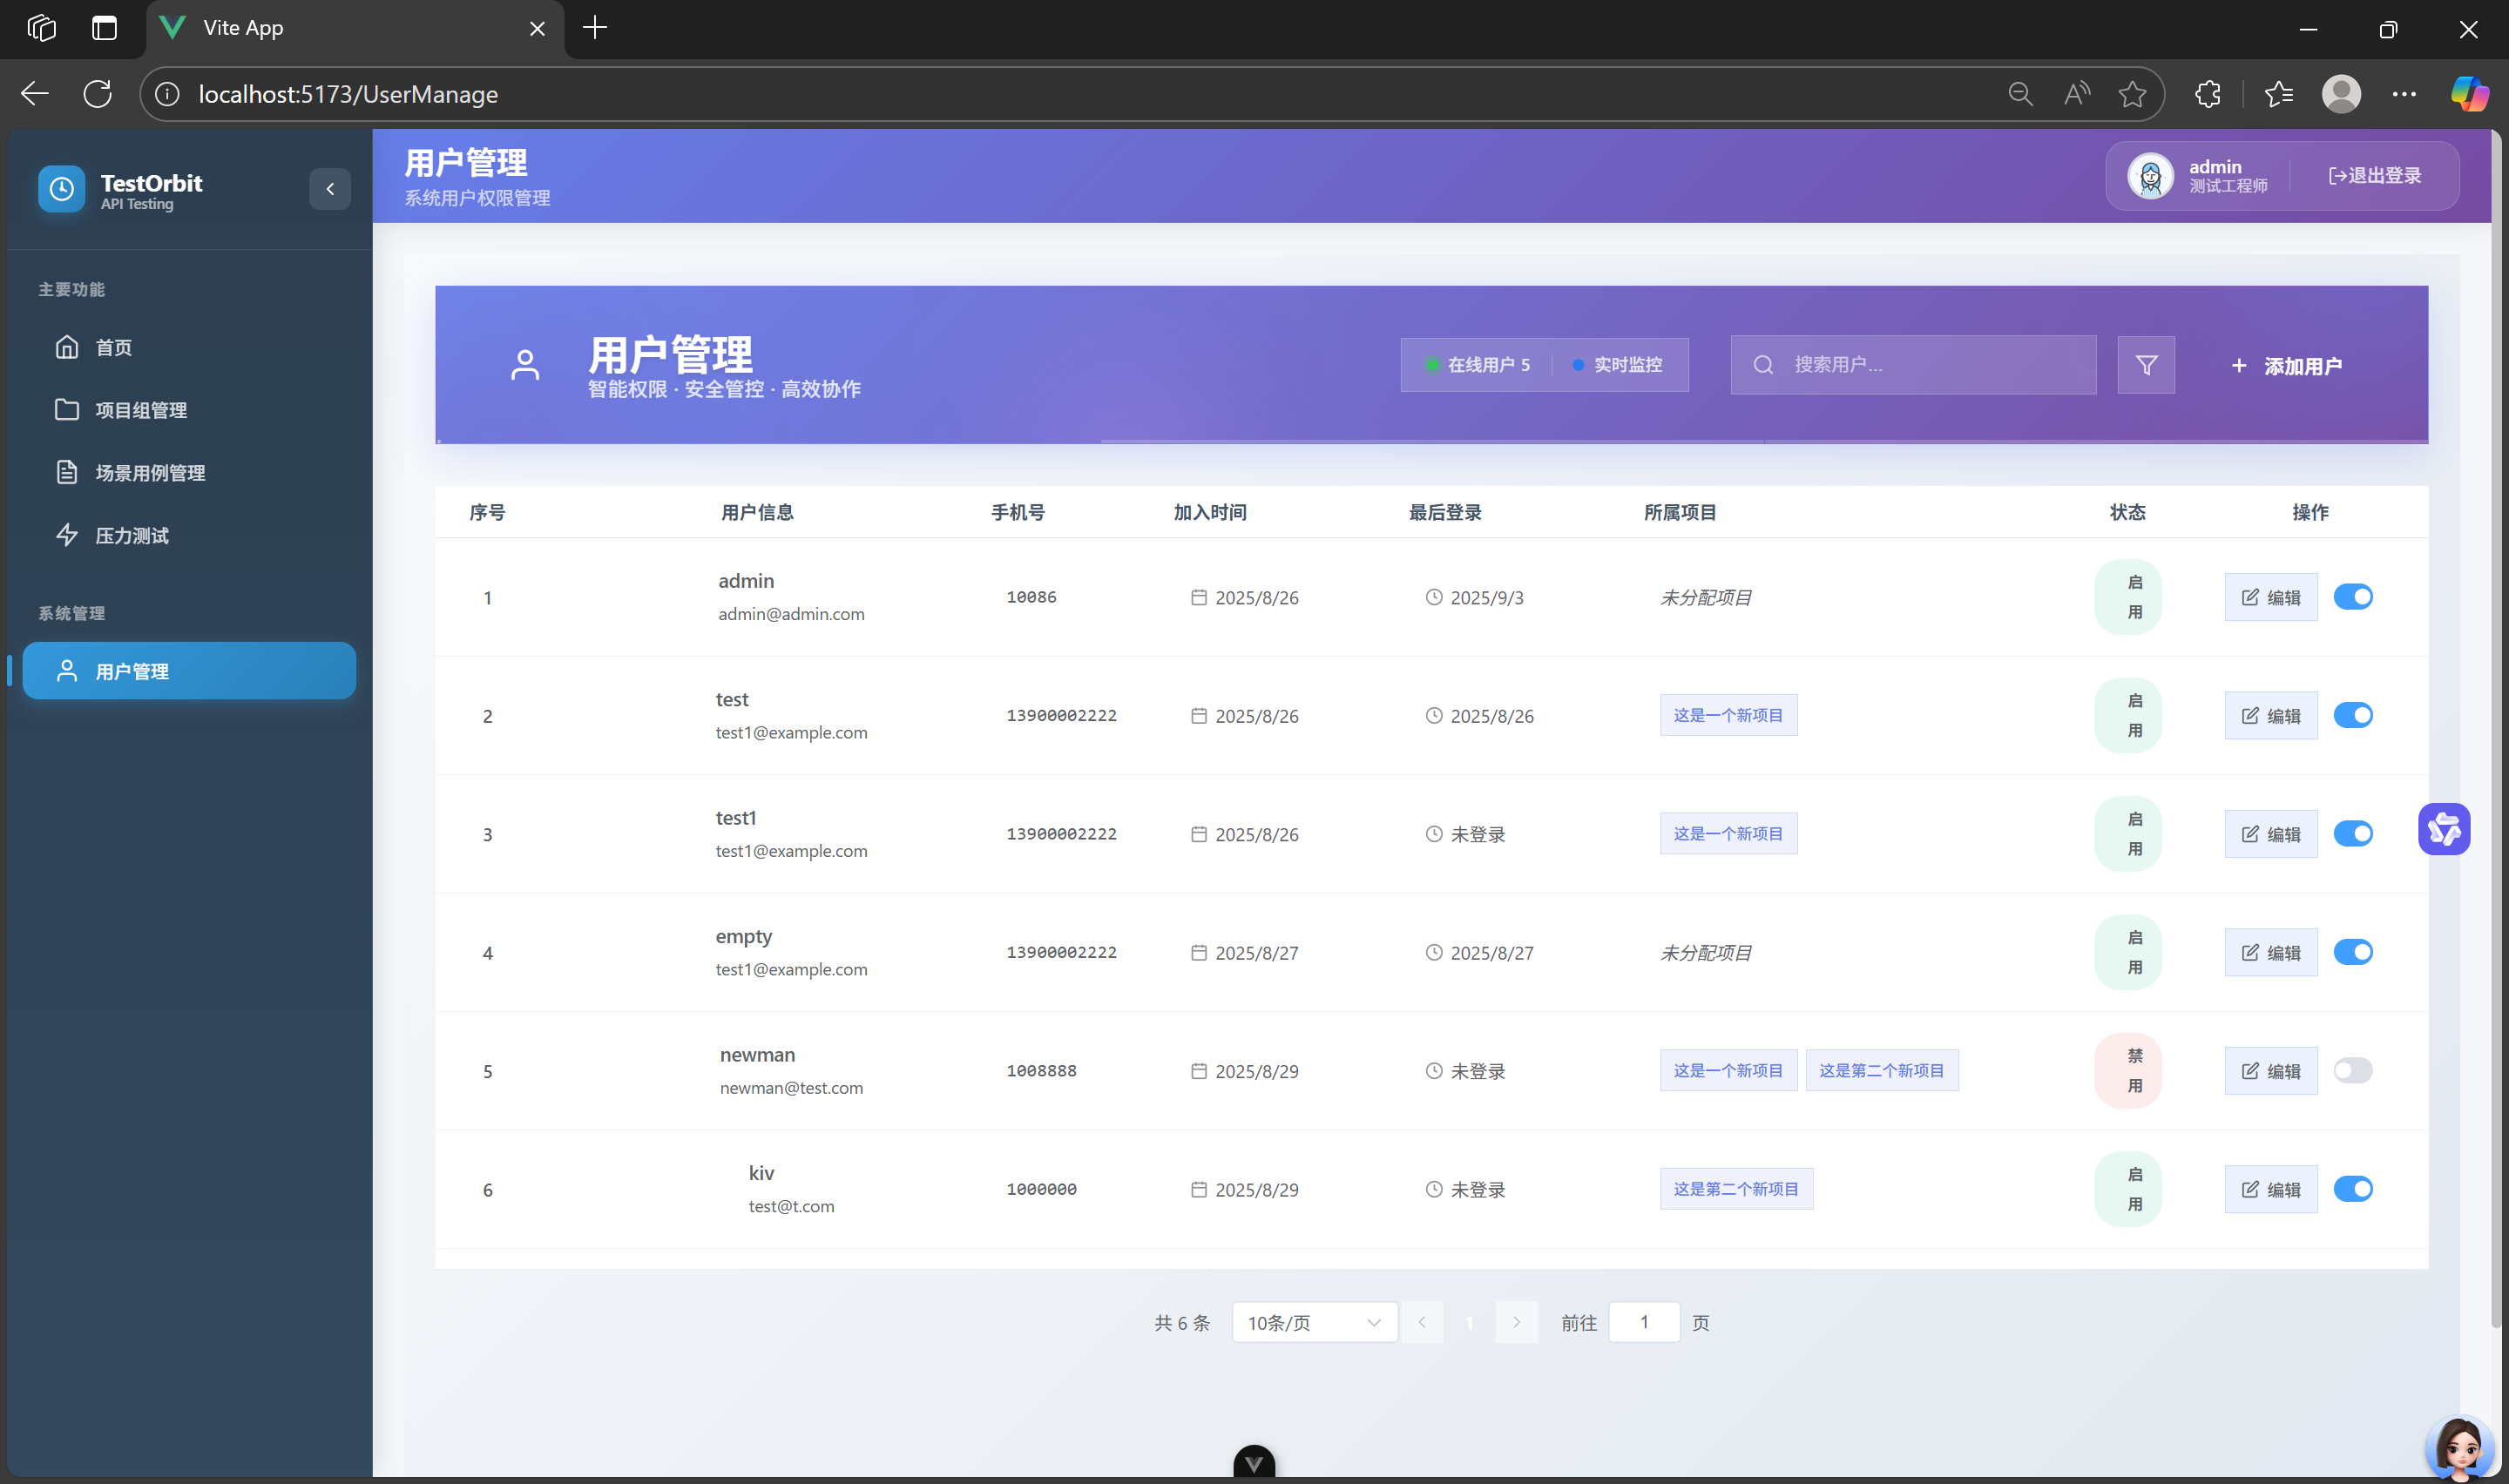 Vite App
localhost:5173/UserManage
TestOrbit
API Testing
主要功能
首页
项目组管理
场景用例管理
压力测试
系统管理
用户管理
用户管理
系统用户权限管理
admin
测试工程师
退出登录
用户管理
智能权限 · 安全管控 · 高效协作
在线用户 5
实时监控
搜索用户...
添加用户
序号 用户信息 手机号 加入时间 最后登录 所属项目 状态 操作
1 admin admin@admin.com 10086 2025/8/26 2025/9/3 未分配项目 启用 编辑
2 test test1@example.com 13900002222 2025/8/26 2025/8/26 这是一个新项目 启用 编辑
3 test1 test1@example.com 13900002222 2025/8/26 未登录 这是一个新项目 启用 编辑
4 empty test1@example.com 13900002222 2025/8/27 2025/8/27 未分配项目 启用 编辑
5 newman newman@test.com 1008888 2025/8/29 未登录 这是一个新项目 这是第二个新项目 禁用 编辑
6 kiv test@t.com 1000000 2025/8/29 未登录 这是第二个新项目 启用 编辑
共 6 条 10条/页 1 前往 1 页